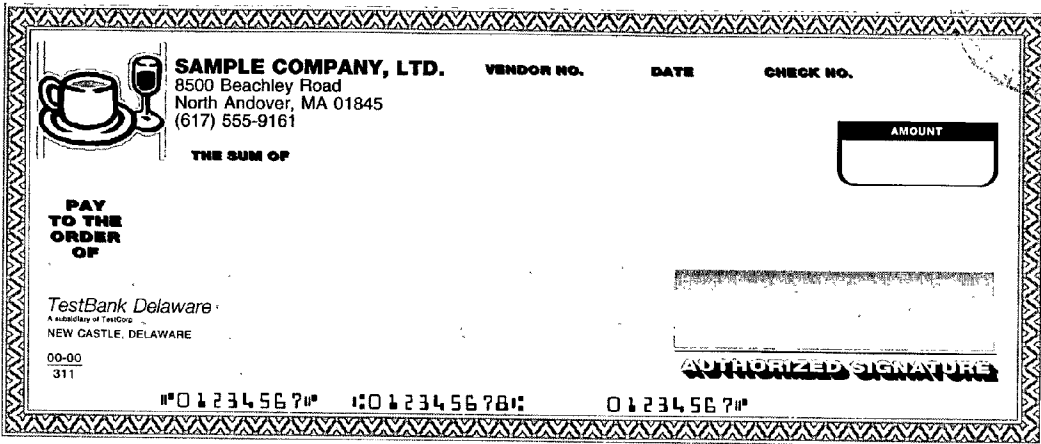 SAMPLE COMPANY, LTD. VENDOR NO. DATE CHECK NO.
8500 Beachley Road
North Andover, MA 01845
(617) 555-9161
AMOUNT
THE SUM OF
PAY
TO THE
ORDER
OF
TestBank Delaware
A subsidiary of TestCorp
NEW CASTLE, DELAWARE
00-00
311
AUTHORIZED SIGNATURE
⑈01234567⑈ ⑆012345678⑆ 01234567⑈